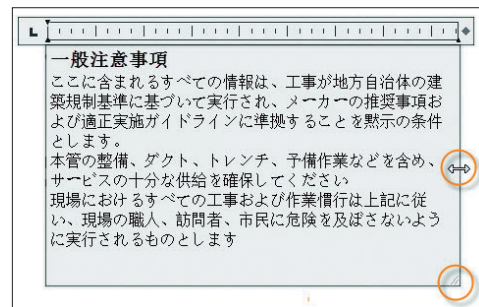 一般注意事項
ここに含まれるすべての情報は、工事が地方自治体の建
築規制基準に基づいて実行され、メーカーの推奨事項お
よび適正実施ガイドラインに準拠することを黙示の条件
とします。
本管の整備、ダクト、トレンチ、予備作業などを含め、
サービスの十分な供給を確保してください
現場におけるすべての工事および作業慣行は上記に従
い、現場の職人、訪問者、市民に危険を及ぼさないよう
に実行されるものとします